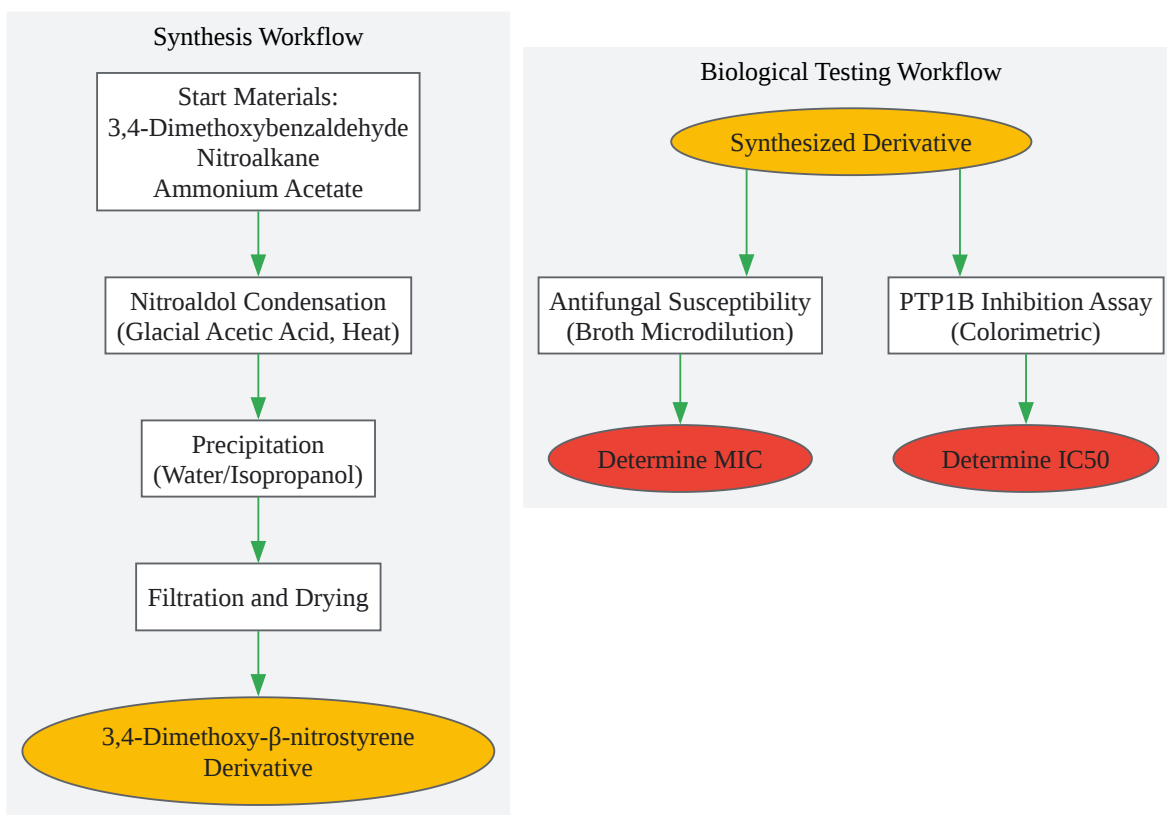 Synthesis Workflow
Start Materials:
3,4-Dimethoxybenzaldehyde
Nitroalkane
Ammonium Acetate
Nitroaldol Condensation
(Glacial Acetic Acid, Heat)
Precipitation
(Water/Isopropanol)
Filtration and Drying
3,4-Dimethoxy-β-nitrostyrene
Derivative
Biological Testing Workflow
Synthesized Derivative
Antifungal Susceptibility
(Broth Microdilution)
PTP1B Inhibition Assay
(Colorimetric)
Determine MIC
Determine IC50